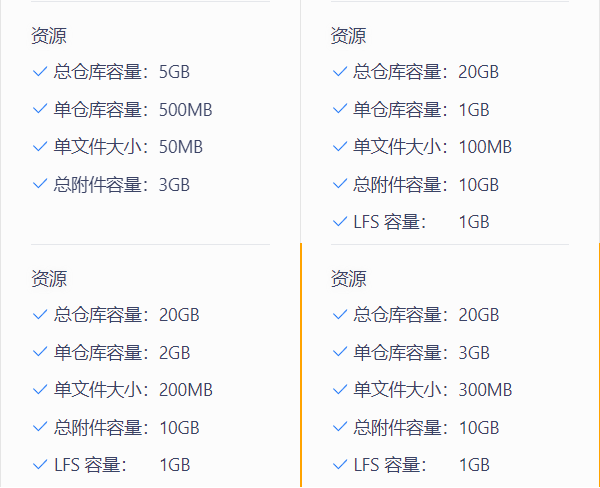 资源
总仓库容量：5GB
单仓库容量：500MB
单文件大小：50MB
总附件容量：3GB
资源
总仓库容量：20GB
单仓库容量：1GB
单文件大小：100MB
总附件容量：10GB
LFS 容量： 1GB
资源
总仓库容量：20GB
单仓库容量：2GB
单文件大小：200MB
总附件容量：10GB
LFS 容量： 1GB
资源
总仓库容量：20GB
单仓库容量：3GB
单文件大小：300MB
总附件容量：10GB
LFS 容量： 1GB